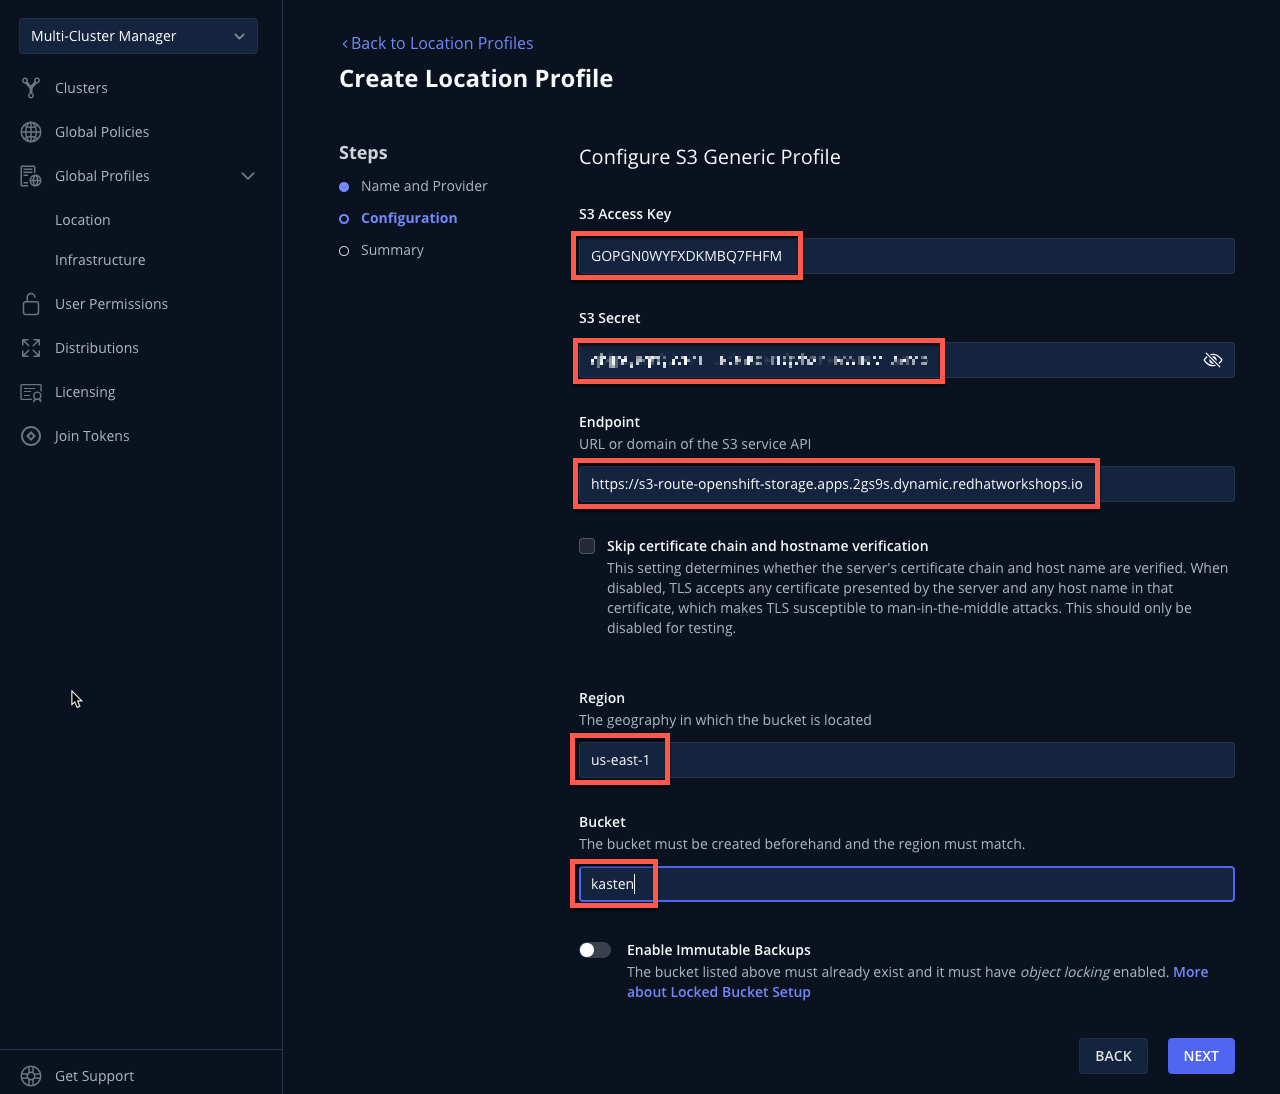 Multi-Cluster Manager
Clusters
Global Policies
Global Profiles
Location
Infrastructure
User Permissions
Distributions
Licensing
Join Tokens
Get Support
Back to Location Profiles
Create Location Profile
Steps
Name and Provider
Configuration
Summary
Configure S3 Generic Profile
S3 Access Key
GOPGN0WYFXDKMBQ7FHFM
S3 Secret
Endpoint
URL or domain of the S3 service API
https://s3-route-openshift-storage.apps.2gs9s.dynamic.redhatworkshops.io
Skip certificate chain and hostname verification
This setting determines whether the server's certificate chain and host name are verified. When
disabled, TLS accepts any certificate presented by the server and any host name in that
certificate, which makes TLS susceptible to man-in-the-middle attacks. This should only be
disabled for testing.
Region
The geography in which the bucket is located
us-east-1
Bucket
The bucket must be created beforehand and the region must match.
kasten
Enable Immutable Backups
The bucket listed above must already exist and it must have object locking enabled. More
about Locked Bucket Setup
BACK
NEXT